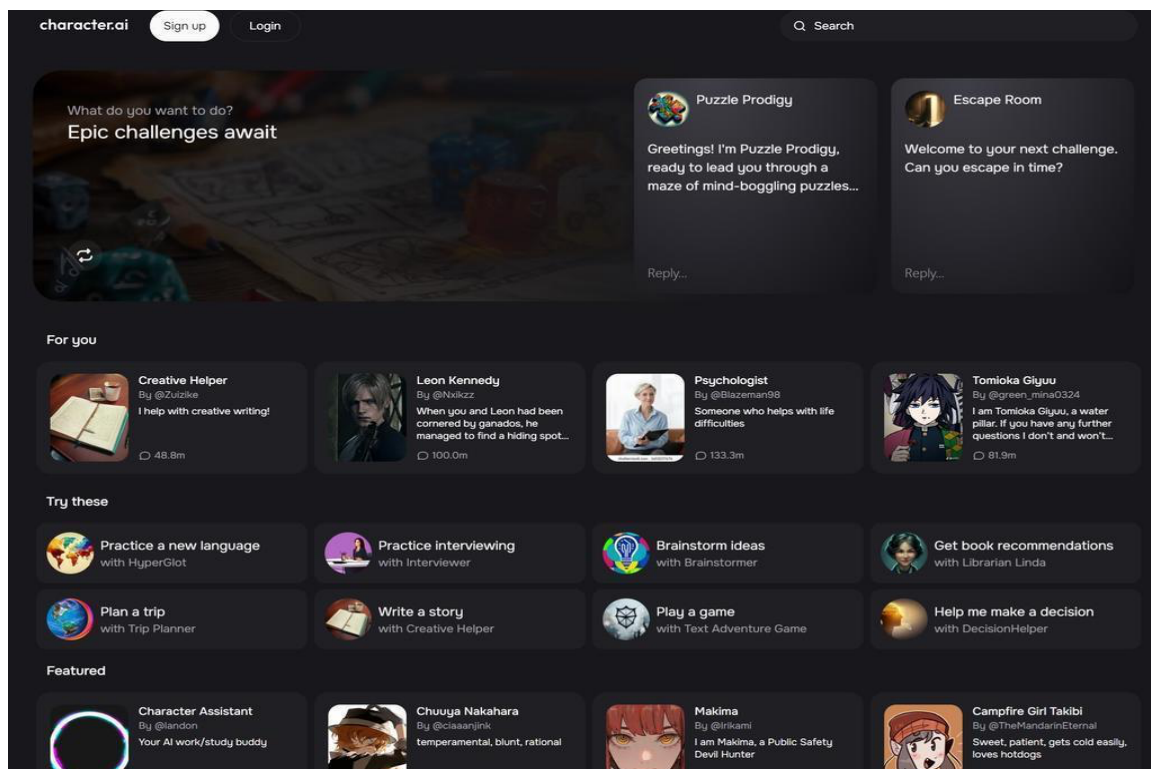 character.ai
Sign up
Login
Search
What do you want to do?
Epic challenges await
Puzzle Prodigy
Greetings! I'm Puzzle Prodigy,
ready to lead you through a
maze of mind-boggling puzzles...
Reply...
Escape Room
Welcome to your next challenge.
Can you escape in time?
Reply...
For you
Creative Helper
By @Zuizike
I help with creative writing!
48.8m
Leon Kennedy
By @Nxikzz
When you and Leon had been
cornered by ganados, he
managed to find a hiding spot...
100.0m
Psychologist
By @Blazeman98
Someone who helps with life
difficulties
133.3m
Tomioka Giyuu
By @green_mina0324
I am Tomioka Giyuu, a water
pillar. If you have any further
questions I don't and won't...
81.9m
Try these
Practice a new language
with HyperGlot
Practice interviewing
with Interviewer
Brainstorm ideas
with Brainstormer
Get book recommendations
with Librarian Linda
Plan a trip
with Trip Planner
Write a story
with Creative Helper
Play a game
with Text Adventure Game
Help me make a decision
with DecisionHelper
Featured
Character Assistant
By @landon
Your AI work/study buddy
Chuuya Nakahara
By @ciaaanjink
temperamental, blunt, rational
Makima
By @Irikami
I am Makima, a Public Safety
Devil Hunter
Campfire Girl Takibi
By @TheMandarinEternal
Sweet, patient, gets cold easily,
loves hotdogs